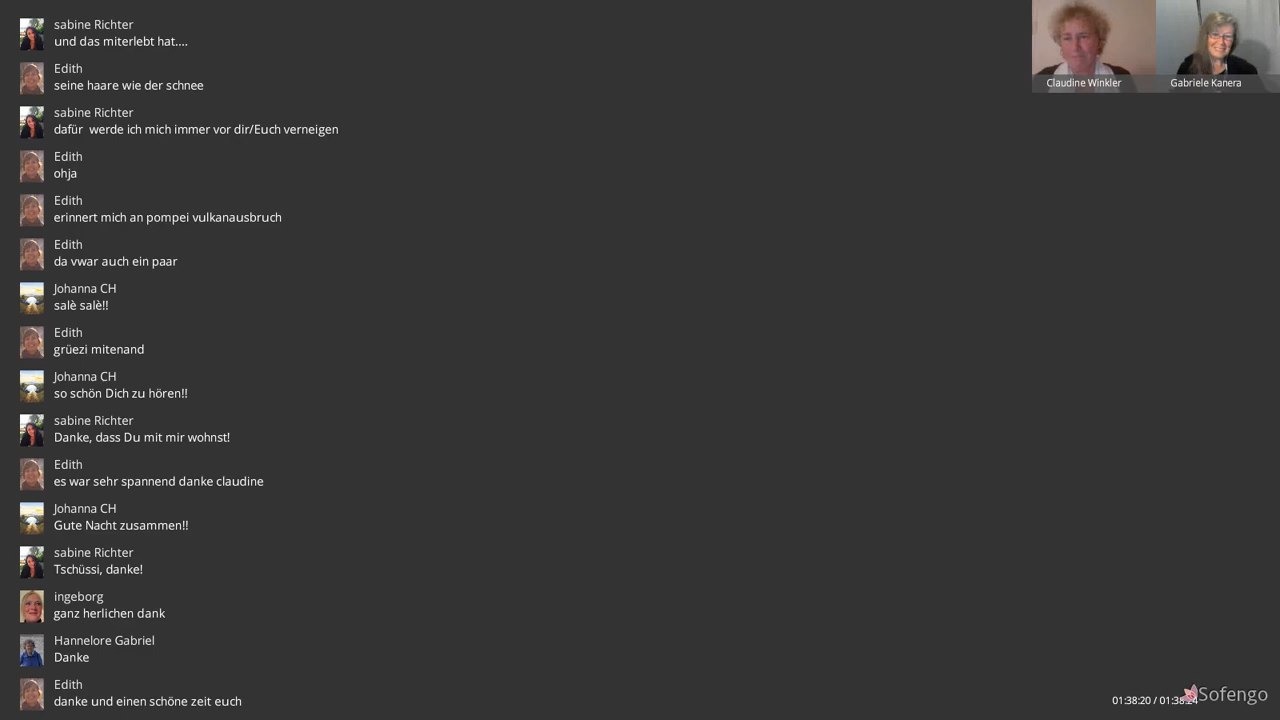 sabine Richter
und das miterlebt hat....
Edith
seine haare wie der schnee
sabine Richter
dafür werde ich mich immer vor dir/Euch verneigen
Edith
ohja
Edith
erinnert mich an pompei vulkanausbruch
Edith
da vwar auch ein paar
Johanna CH
salè salè!!
Edith
grüezi mitenand
Johanna CH
so schön Dich zu hören!!
sabine Richter
Danke, dass Du mit mir wohnst!
Edith
es war sehr spannend danke claudine
Johanna CH
Gute Nacht zusammen!!
sabine Richter
Tschüssi, danke!
ingeborg
ganz herlichen dank
Hannelore Gabriel
Danke
Edith
danke und einen schöne zeit euch
Claudine Winkler
Gabriele Kanera
01:38:20 / 01:38:24
Sofengo